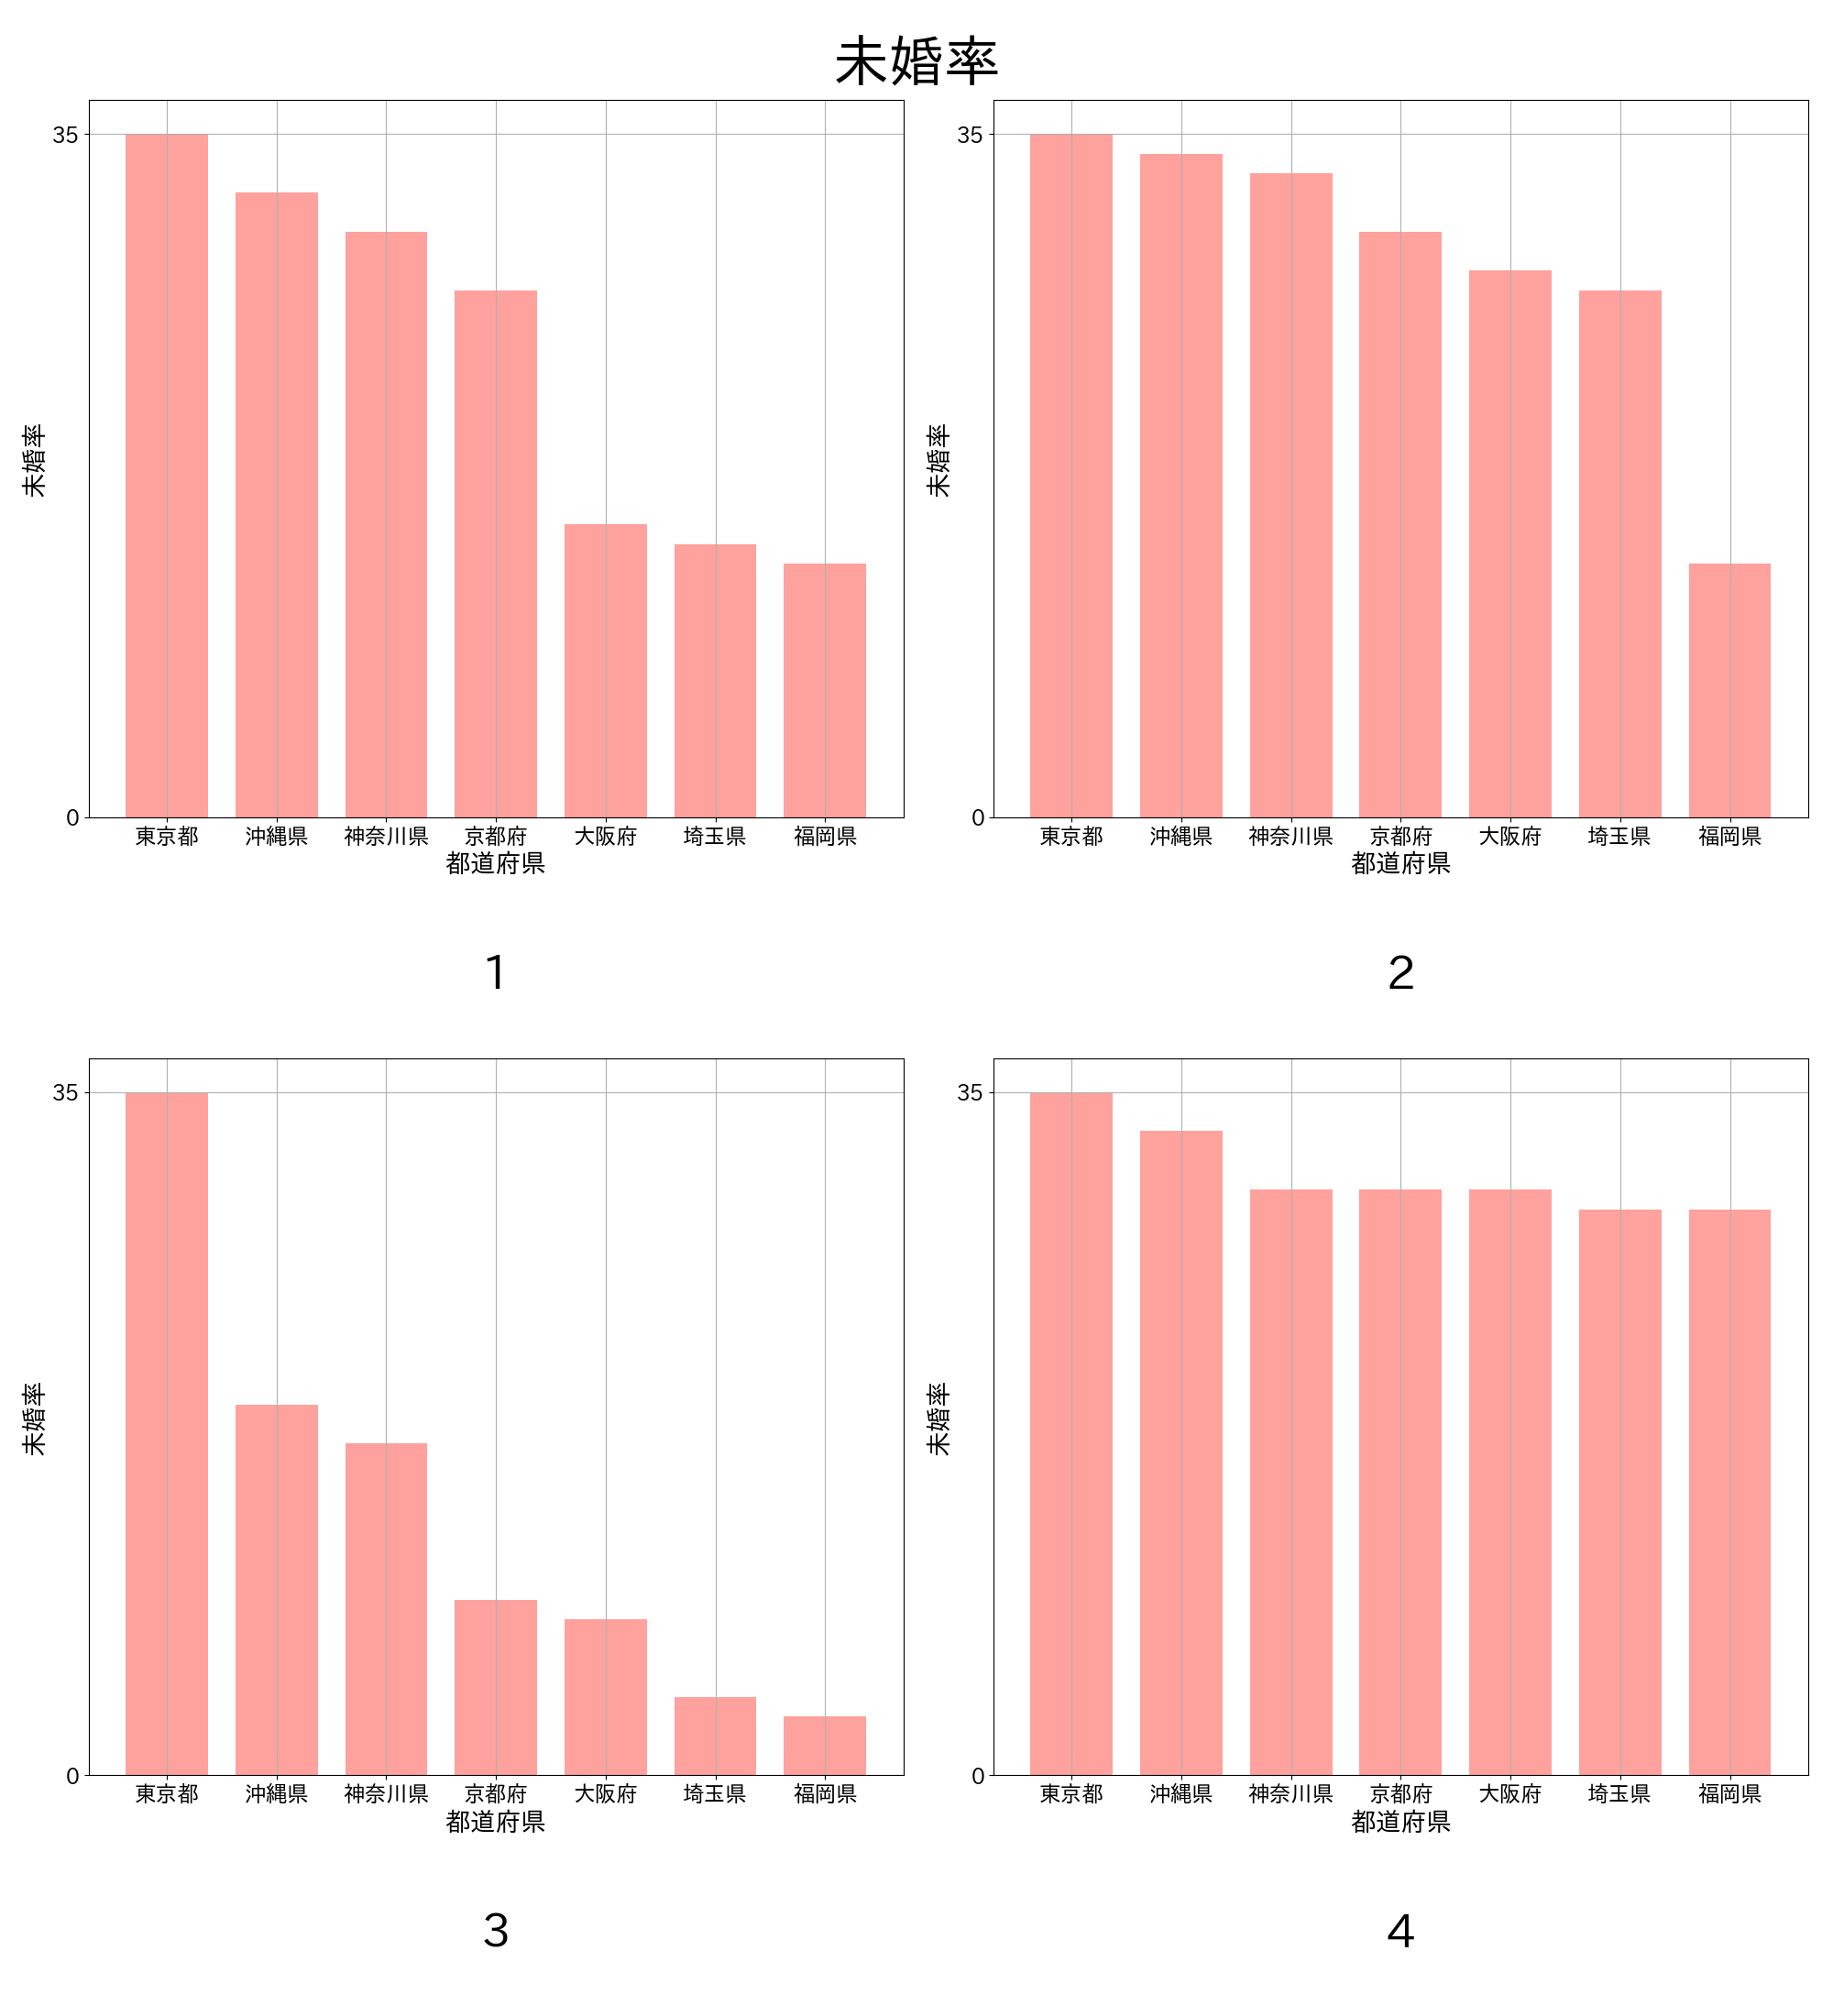 未婚率
35
0
未婚率
東京都 沖縄県 神奈川県 京都府 大阪府 埼玉県 福岡県
都道府県
1
35
0
未婚率
東京都 沖縄県 神奈川県 京都府 大阪府 埼玉県 福岡県
都道府県
2
35
0
未婚率
東京都 沖縄県 神奈川県 京都府 大阪府 埼玉県 福岡県
都道府県
3
35
0
未婚率
東京都 沖縄県 神奈川県 京都府 大阪府 埼玉県 福岡県
都道府県
4